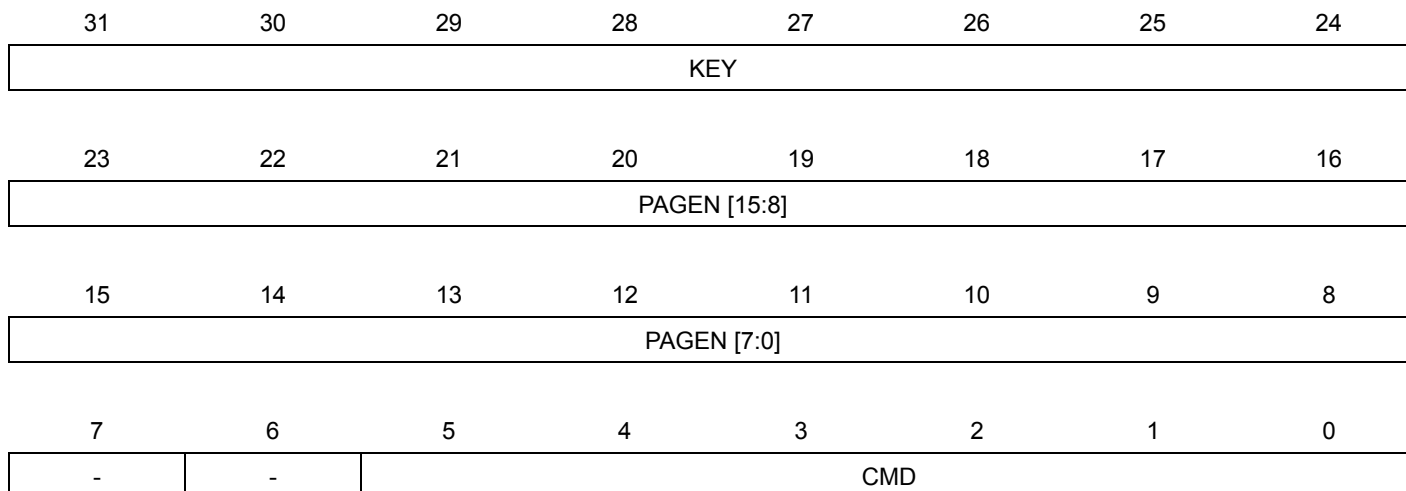 31 30 29 28 27 26 25 24
KEY
23 22 21 20 19 18 17 16
PAGEN [15:8]
15 14 13 12 11 10 9 8
PAGEN [7:0]
7 6 5 4 3 2 1 0
- - CMD